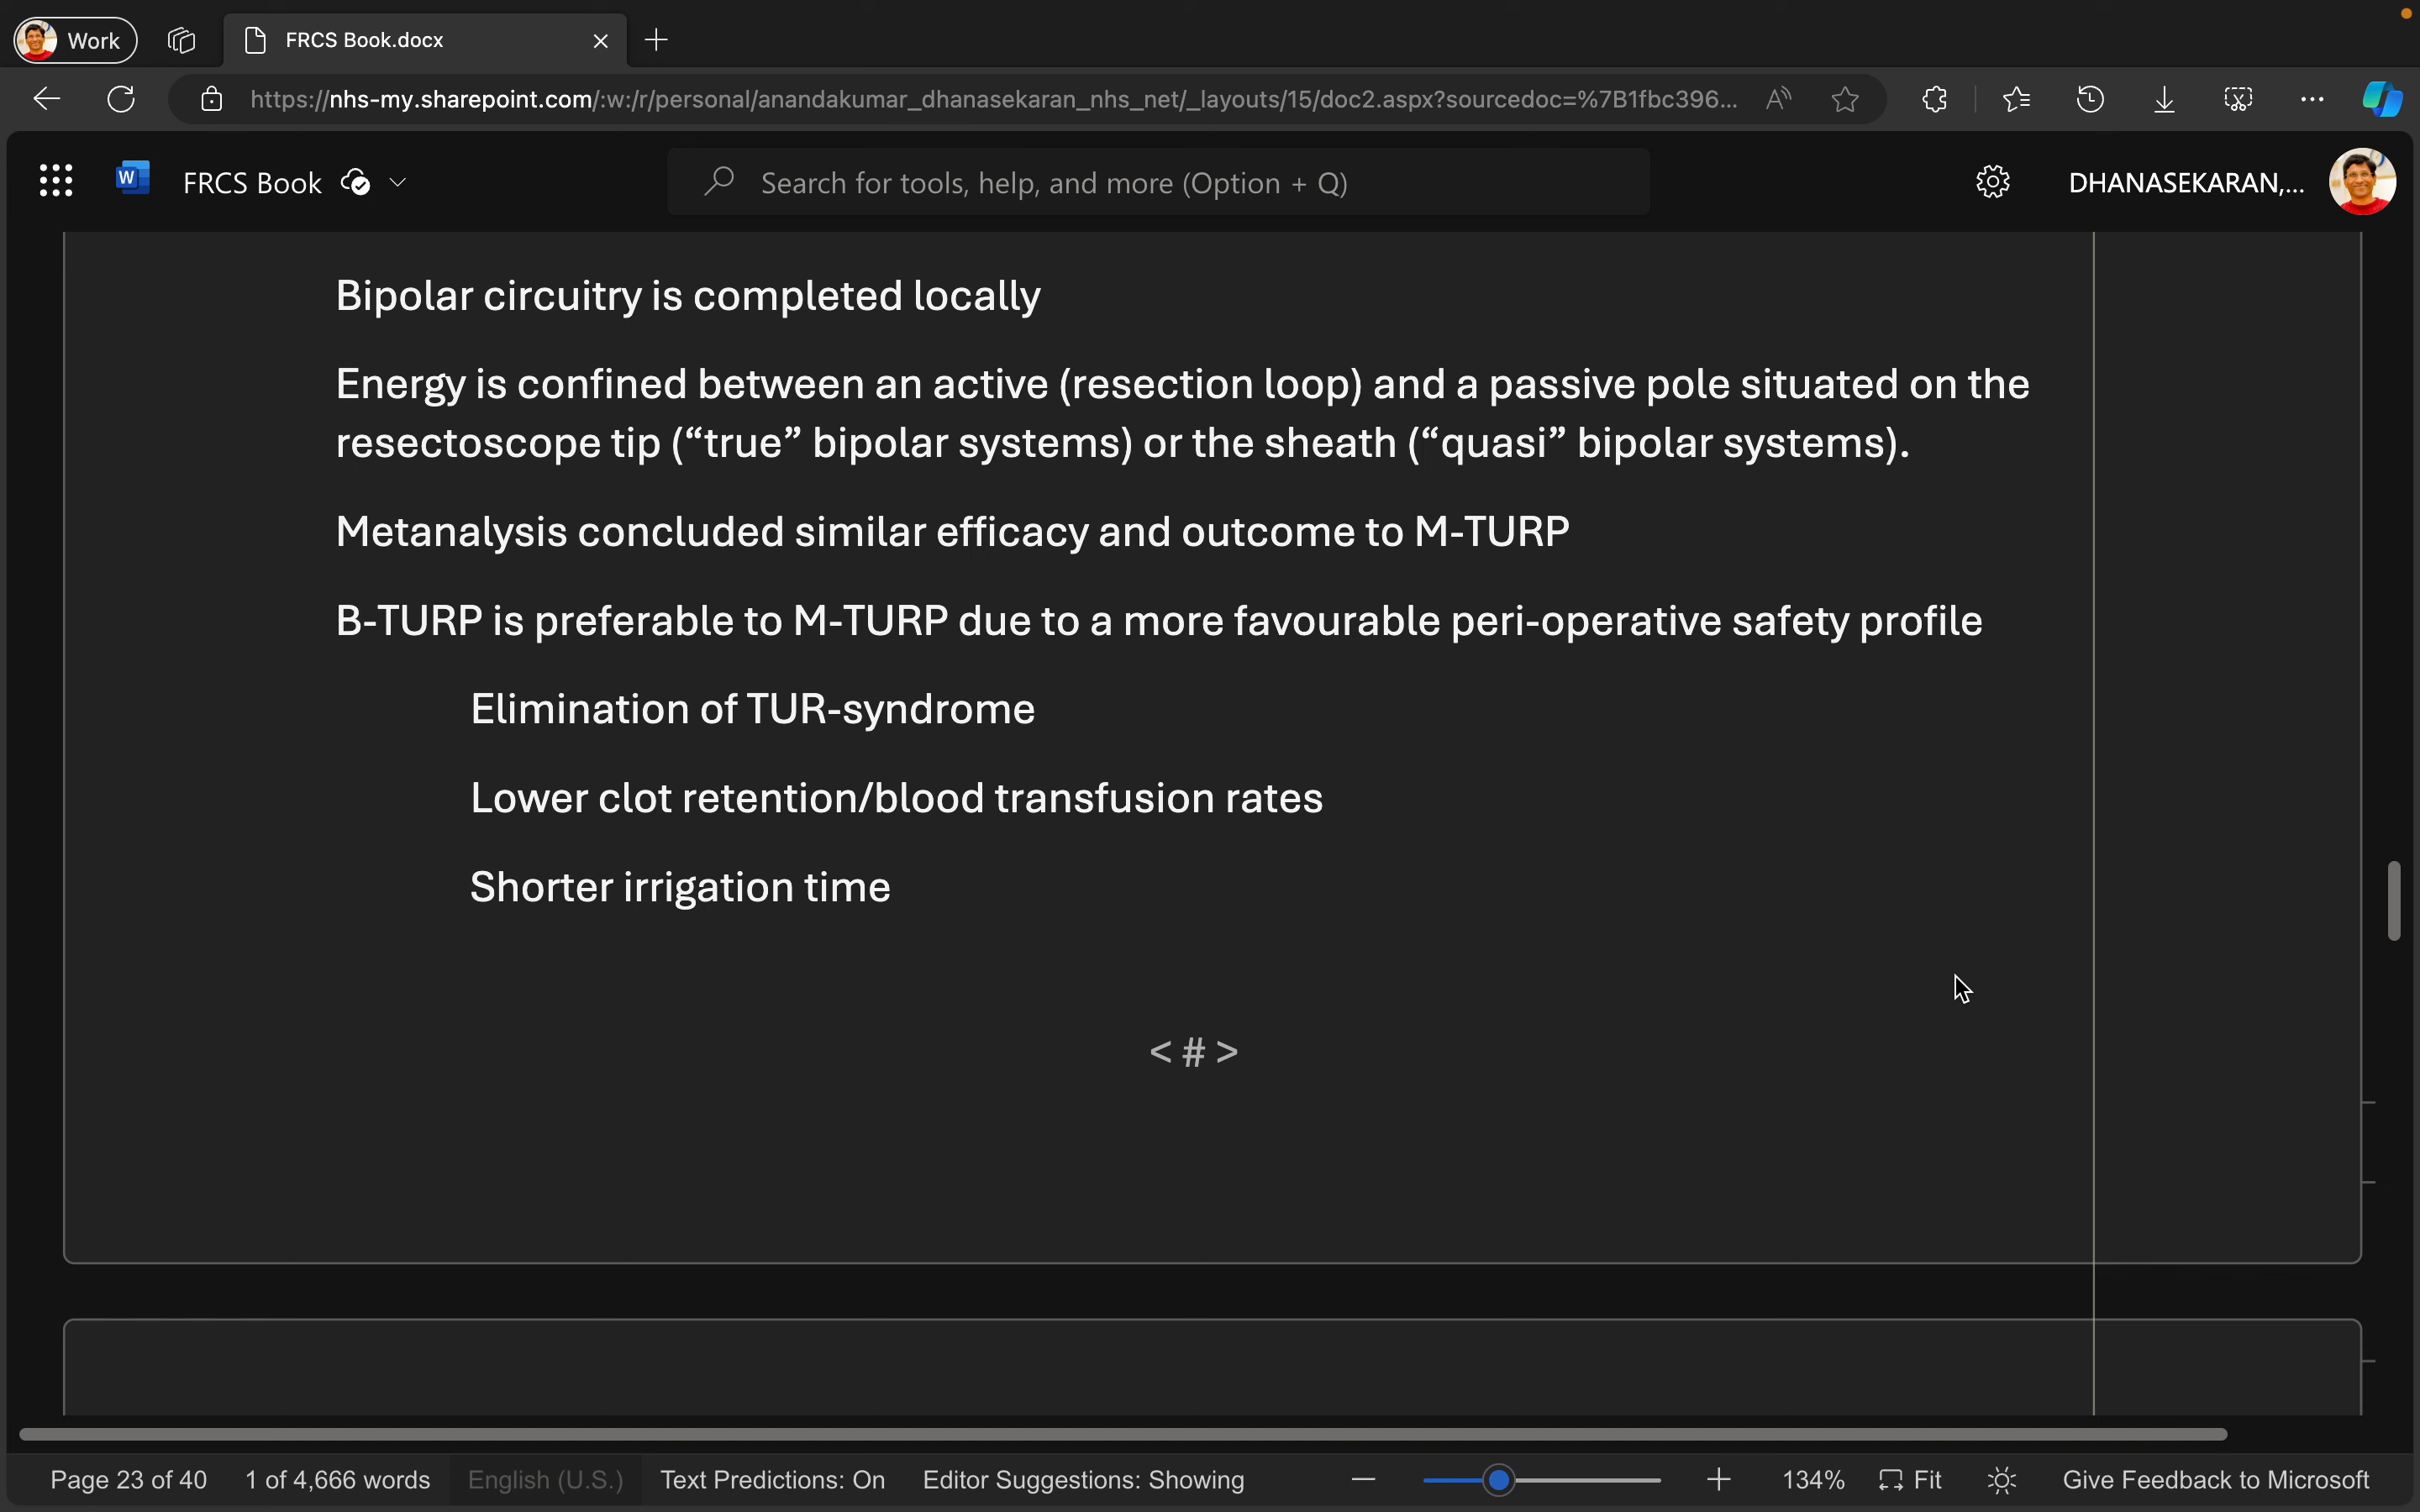 Work
FRCS Book.docx
https://nhs-my.sharepoint.com/:w:/r/personal/anandakumar_dhanasekaran_nhs_net/_layouts/15/doc2.aspx?sourcedoc=%7B1fbc396...
FRCS Book
Search for tools, help, and more (Option + Q)
DHANASEKARAN,...
Bipolar circuitry is completed locally
Energy is confined between an active (resection loop) and a passive pole situated on the
resectoscope tip (“true” bipolar systems) or the sheath (“quasi” bipolar systems).
Metanalysis concluded similar efficacy and outcome to M-TURP
B-TURP is preferable to M-TURP due to a more favourable peri-operative safety profile
Elimination of TUR-syndrome
Lower clot retention/blood transfusion rates
Shorter irrigation time
<#>
Page 23 of 40 1 of 4,666 words English (U.S.) Text Predictions: On Editor Suggestions: Showing 134% Fit Give Feedback to Microsoft